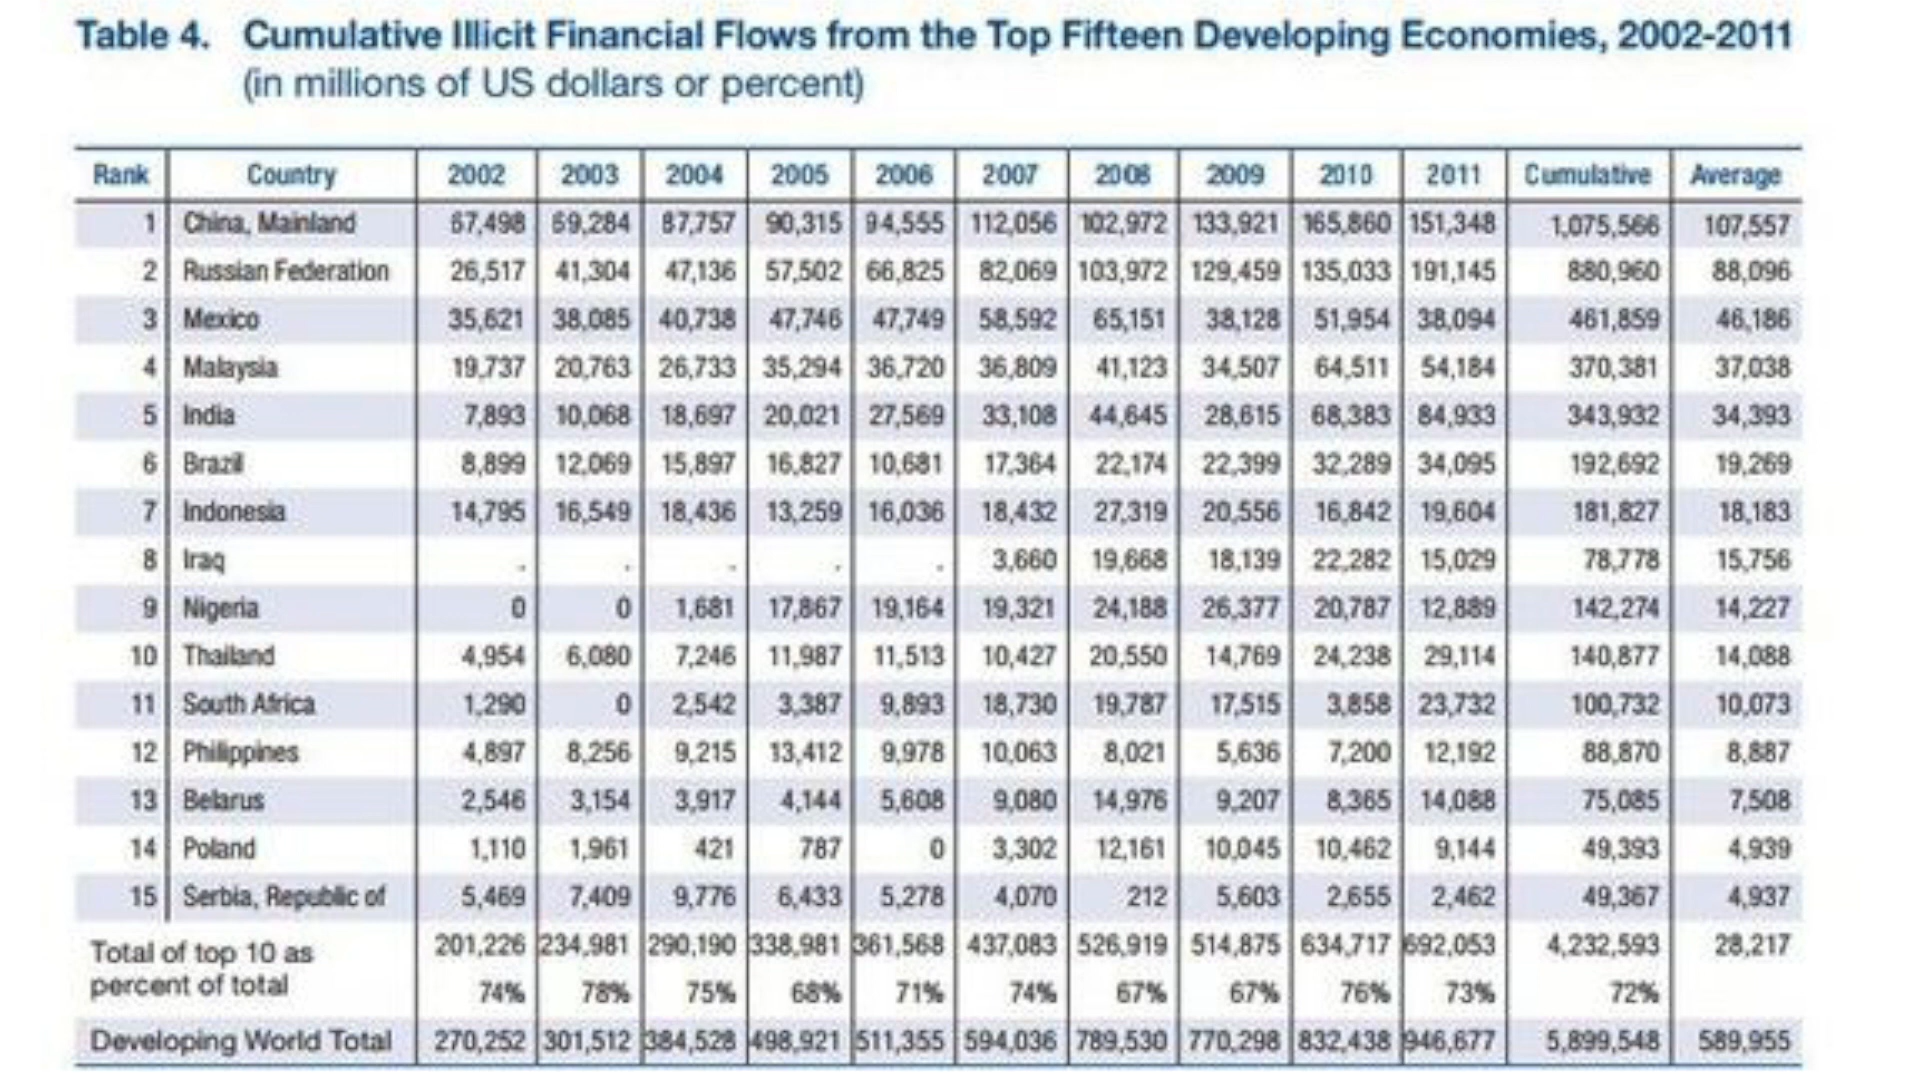 Table 4. Cumulative Illicit Financial Flows from the Top Fifteen Developing Economies, 2002-2011
(in millions of US dollars or percent)
Rank Country 2002 2003 2004 2005 2006 2007 2008 2009 2010 2011 Cumulative Average
1 China, Mainland 67,498 69,284 87,757 90,315 94,555 112,056 102,972 133,921 165,860 151,348 1,075,566 107,557
2 Russian Federation 26,517 41,304 47,136 57,502 66,825 82,069 103,972 129,459 135,033 191,145 880,960 88,096
3 Mexico 35,621 38,085 40,738 47,746 47,749 58,592 65,151 38,128 51,954 38,094 461,859 46,186
4 Malaysia 19,737 20,763 26,733 35,294 36,720 36,809 41,123 34,507 64,511 54,184 370,381 37,038
5 India 7,893 10,068 18,697 20,021 27,569 33,108 44,645 28,615 68,383 84,933 343,932 34,393
6 Brazil 8,899 12,069 15,897 16,827 10,681 17,364 22,174 22,399 32,289 34,095 192,692 19,269
7 Indonesia 14,795 16,549 18,436 13,259 16,036 18,432 27,319 20,556 16,842 19,604 181,827 18,183
8 Iraq . . . . . 3,660 19,668 18,139 22,282 15,029 78,778 15,756
9 Nigeria 0 0 1,681 17,867 19,164 19,321 24,188 26,377 20,787 12,889 142,274 14,227
10 Thailand 4,954 6,080 7,246 11,987 11,513 10,427 20,550 14,769 24,238 29,114 140,877 14,088
11 South Africa 1,290 0 2,542 3,387 9,893 18,730 19,787 17,515 3,858 23,732 100,732 10,073
12 Philippines 4,897 8,256 9,215 13,412 9,978 10,063 8,021 5,636 7,200 12,192 88,870 8,887
13 Belarus 2,546 3,154 3,917 4,144 5,608 9,080 14,976 9,207 8,365 14,088 75,085 7,508
14 Poland 1,110 1,961 421 787 0 3,302 12,161 10,045 10,462 9,144 49,393 4,939
15 Serbia, Republic of 5,469 7,409 9,776 6,433 5,278 4,070 212 5,603 2,655 2,462 49,367 4,937
Total of top 10 as 201,226 234,981 290,190 338,981 361,568 437,083 526,919 514,875 634,717 692,053 4,232,593 28,217
percent of total 74% 78% 75% 68% 71% 74% 67% 67% 76% 73% 72%
Developing World Total 270,252 301,512 384,528 498,921 511,355 594,036 789,530 770,298 832,438 946,677 5,899,548 589,955